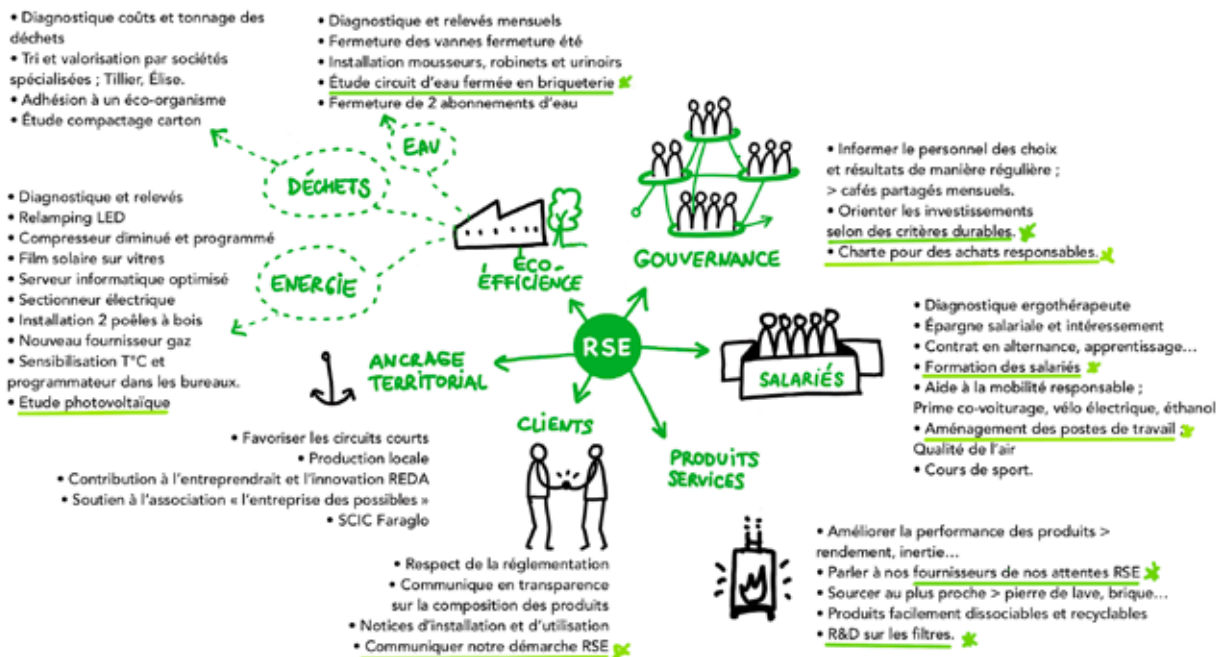 • Diagnostique coûts et tonnage des
déchets
• Tri et valorisation par sociétés
spécialisées ; Tillier, Élise.
• Adhésion à un éco-organisme
• Étude compactage carton
• Diagnostique et relevés mensuels
• Fermeture des vannes fermeture été
• Installation mousseurs, robinets et urinoirs
• Étude circuit d'eau fermée en briqueterie
• Fermeture de 2 abonnements d'eau
EAU
DÉCHETS
ENERGIE
ÉCO-
ÉFFICIENCE
• Diagnostique et relevés
• Relamping LED
• Compresseur diminué et programmé
• Film solaire sur vitres
• Serveur informatique optimisé
• Sectionneur électrique
• Installation 2 poêles à bois
• Nouveau fournisseur gaz
• Sensibilisation T°C et
programmateur dans les bureaux.
• Etude photovoltaïque
GOUVERNANCE
• Informer le personnel des choix
et résultats de manière régulière ;
> cafés partagés mensuels.
• Orienter les investissements
selon des critères durables.
• Charte pour des achats responsables.
RSE
SALARIÉS
• Diagnostique ergothérapeute
• Épargne salariale et intéressement
• Contrat en alternance, apprentissage...
• Formation des salariés
• Aide à la mobilité responsable ;
Prime co-voiturage, vélo électrique, éthanol
• Aménagement des postes de travail ;
Qualité de l'air
• Cours de sport.
ANCRAGE
TERRITORIAL
• Favoriser les circuits courts
• Production locale
• Contribution à l'entreprendrait et l'innovation REDA
• Soutien à l'association « l'entreprise des possibles »
• SCIC Faraglo
CLIENTS
• Respect de la réglementation
• Communique en transparence
sur la composition des produits
• Notices d'installation et d'utilisation
• Communiquer notre démarche RSE
PRODUITS
SERVICES
• Améliorer la performance des produits >
rendement, inertie...
• Parler à nos fournisseurs de nos attentes RSE
• Sourcer au plus proche > pierre de lave, brique...
• Produits facilement dissociables et recyclables
• R&D sur les filtres.